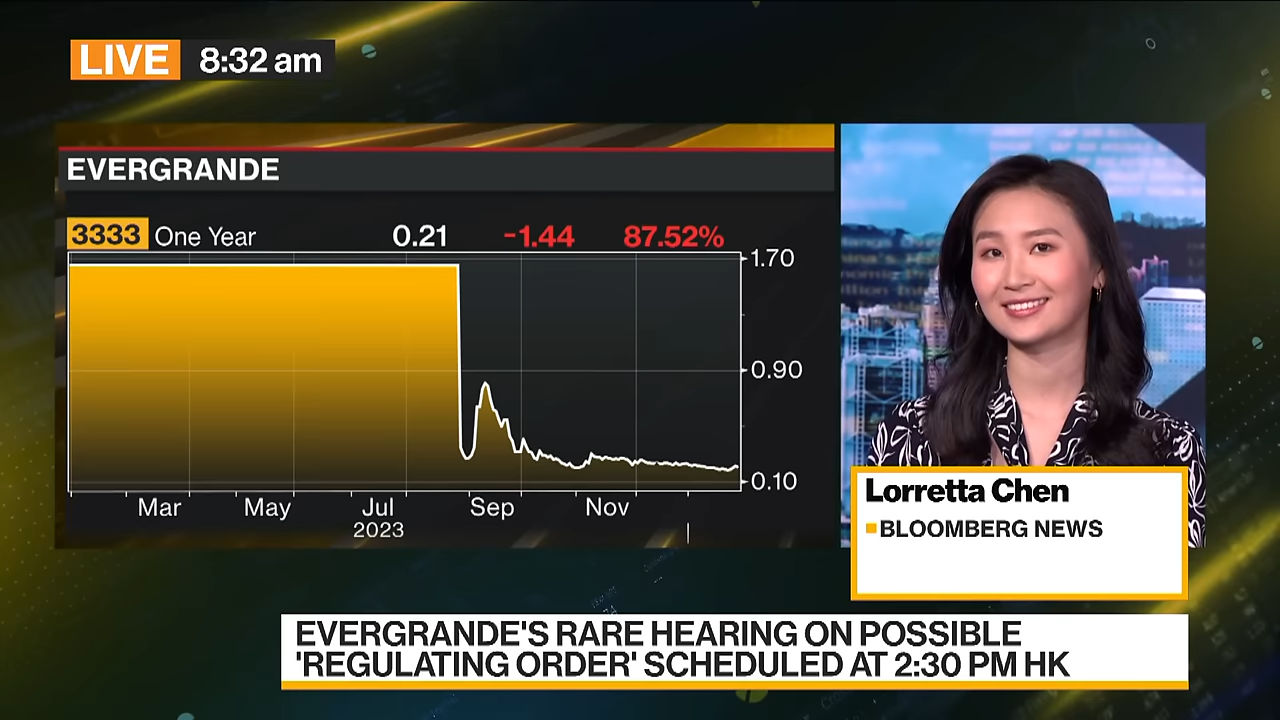 LIVE 8:32 am
EVERGRANDE
3333 One Year 0.21 -1.44 87.52%
1.70
0.90
0.10
Mar May Jul Sep Nov
2023
Lorretta Chen
BLOOMBERG NEWS
EVERGRANDE'S RARE HEARING ON POSSIBLE
'REGULATING ORDER' SCHEDULED AT 2:30 PM HK